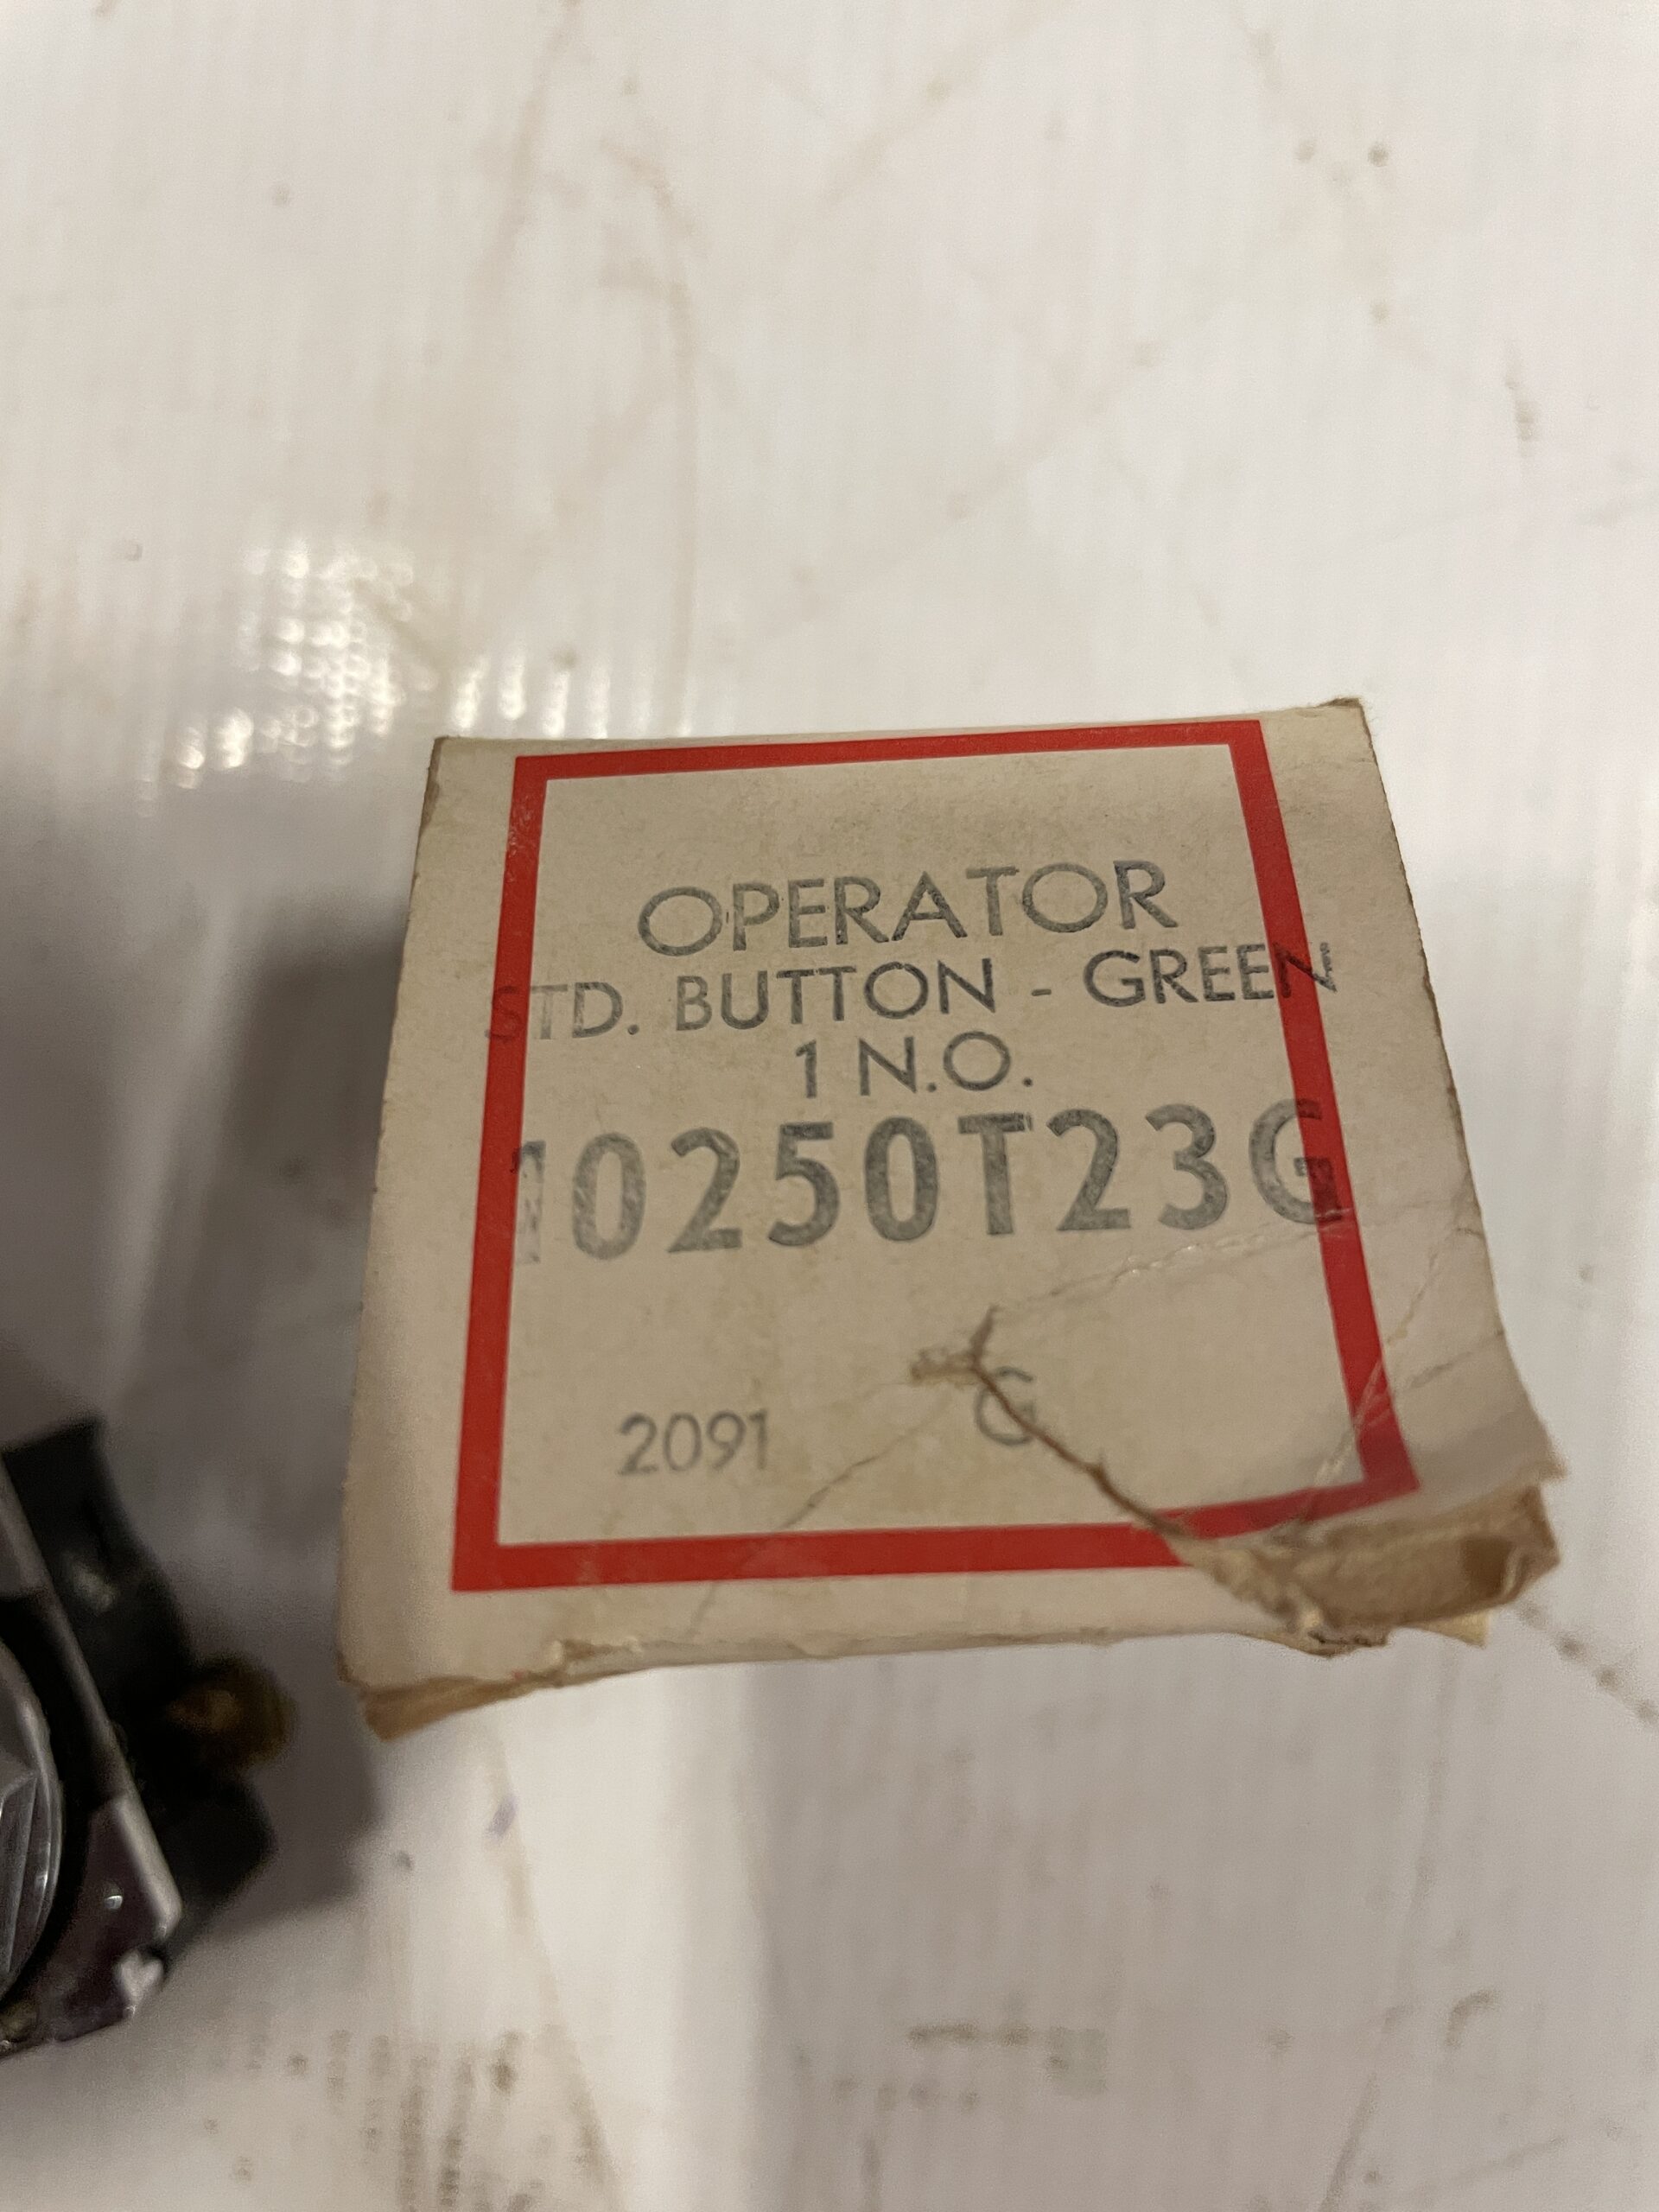 OPERATOR
STD. BUTTON - GREEN
1 N.O.
10250T23G
2091 G